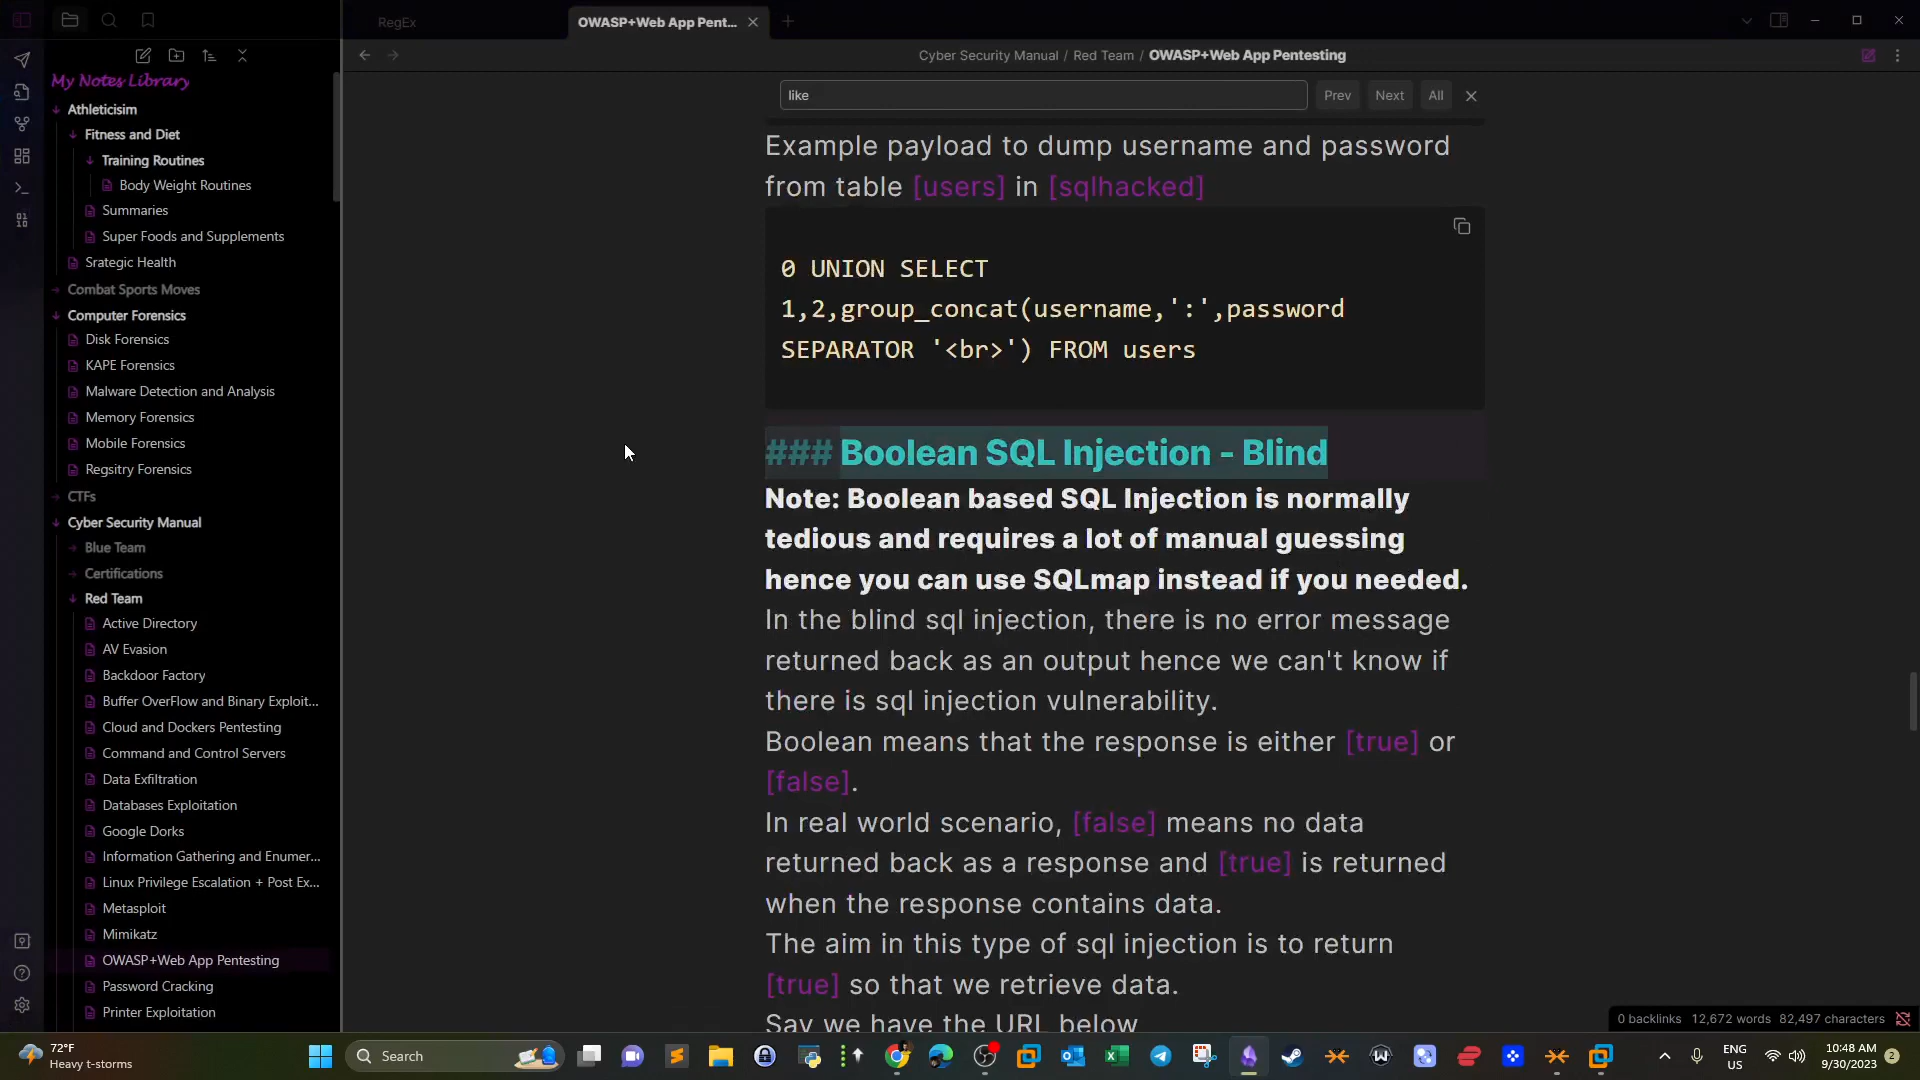 RegEx
OWASP+Web App Pent...
Cyber Security Manual / Red Team / OWASP+Web App Pentesting
like
Prev
Next
All
My Notes Library
Athleticisim
Fitness and Diet
Training Routines
Body Weight Routines
Summaries
Super Foods and Supplements
Srategic Health
Combat Sports Moves
Computer Forensics
Disk Forensics
KAPE Forensics
Malware Detection and Analysis
Memory Forensics
Mobile Forensics
Regsitry Forensics
CTFs
Cyber Security Manual
Blue Team
Certifications
Red Team
Active Directory
AV Evasion
Backdoor Factory
Buffer OverFlow and Binary Exploit...
Cloud and Dockers Pentesting
Command and Control Servers
Data Exfiltration
Databases Exploitation
Google Dorks
Information Gathering and Enumer...
Linux Privilege Escalation + Post Ex...
Metasploit
Mimikatz
OWASP+Web App Pentesting
Password Cracking
Printer Exploitation
Example payload to dump username and password
from table [users] in [sqlhacked]
0 UNION SELECT
1,2,group_concat(username,':',password
SEPARATOR '<br>') FROM users
### Boolean SQL Injection - Blind
Note: Boolean based SQL Injection is normally
tedious and requires a lot of manual guessing
hence you can use SQLmap instead if you needed.
In the blind sql injection, there is no error message
returned back as an output hence we can't know if
there is sql injection vulnerability.
Boolean means that the response is either [true] or
[false].
In real world scenario, [false] means no data
returned back as a response and [true] is returned
when the response contains data.
The aim in this type of sql injection is to return
[true] so that we retrieve data.
Say we have the URL below
0 backlinks 12,672 words 82,497 characters
72°F
Heavy t-storms
Search
ENG
US
10:48 AM
9/30/2023
2